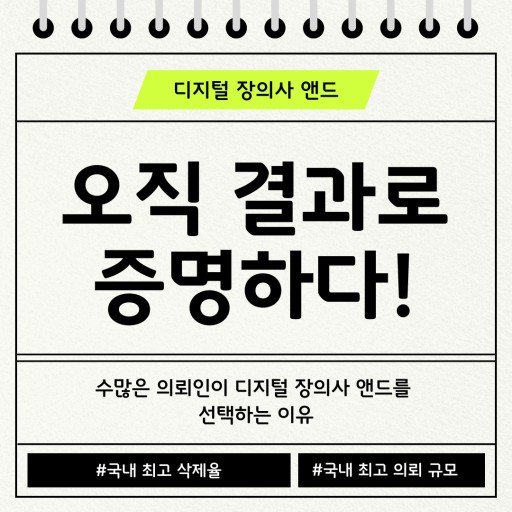 디지털 장의사 앤드
오직 결과로
증명하다!
수많은 의뢰인이 디지털 장의사 앤드를
선택하는 이유
#국내 최고 삭제율
#국내 최고 의뢰 규모